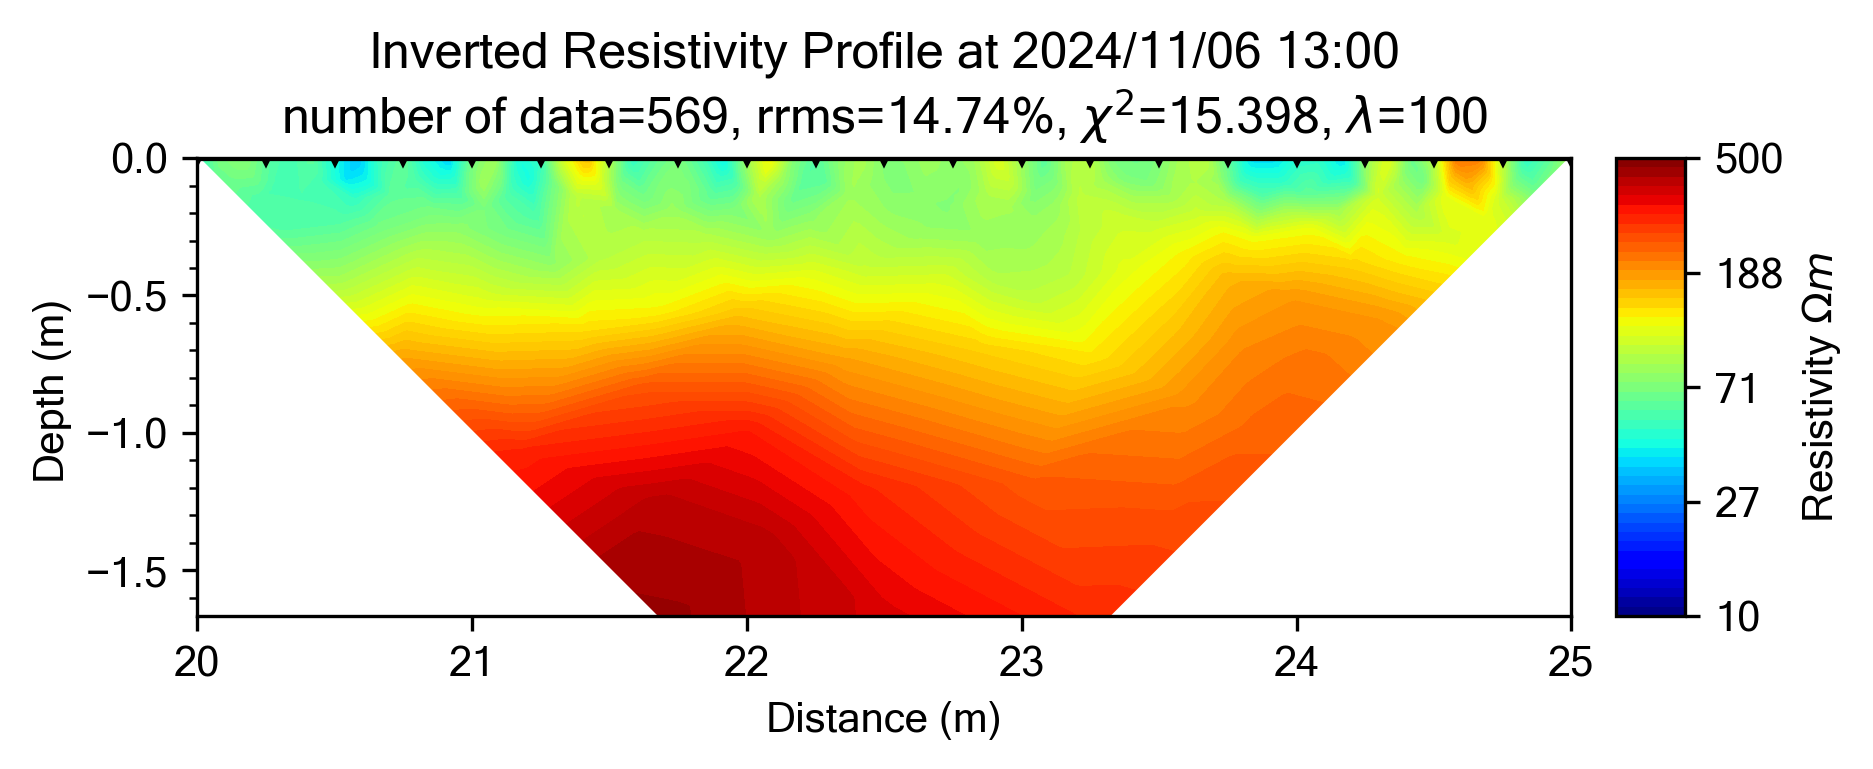 Inverted Resistivity Profile at 2024/11/06 13:00
number of data=569, rrms=14.74%, χ²=15.398, λ=100
0.0
−0.5
−1.0
−1.5
Depth (m)
20 21 22 23 24 25
Distance (m)
500
188
71
27
10
Resistivity Ωm